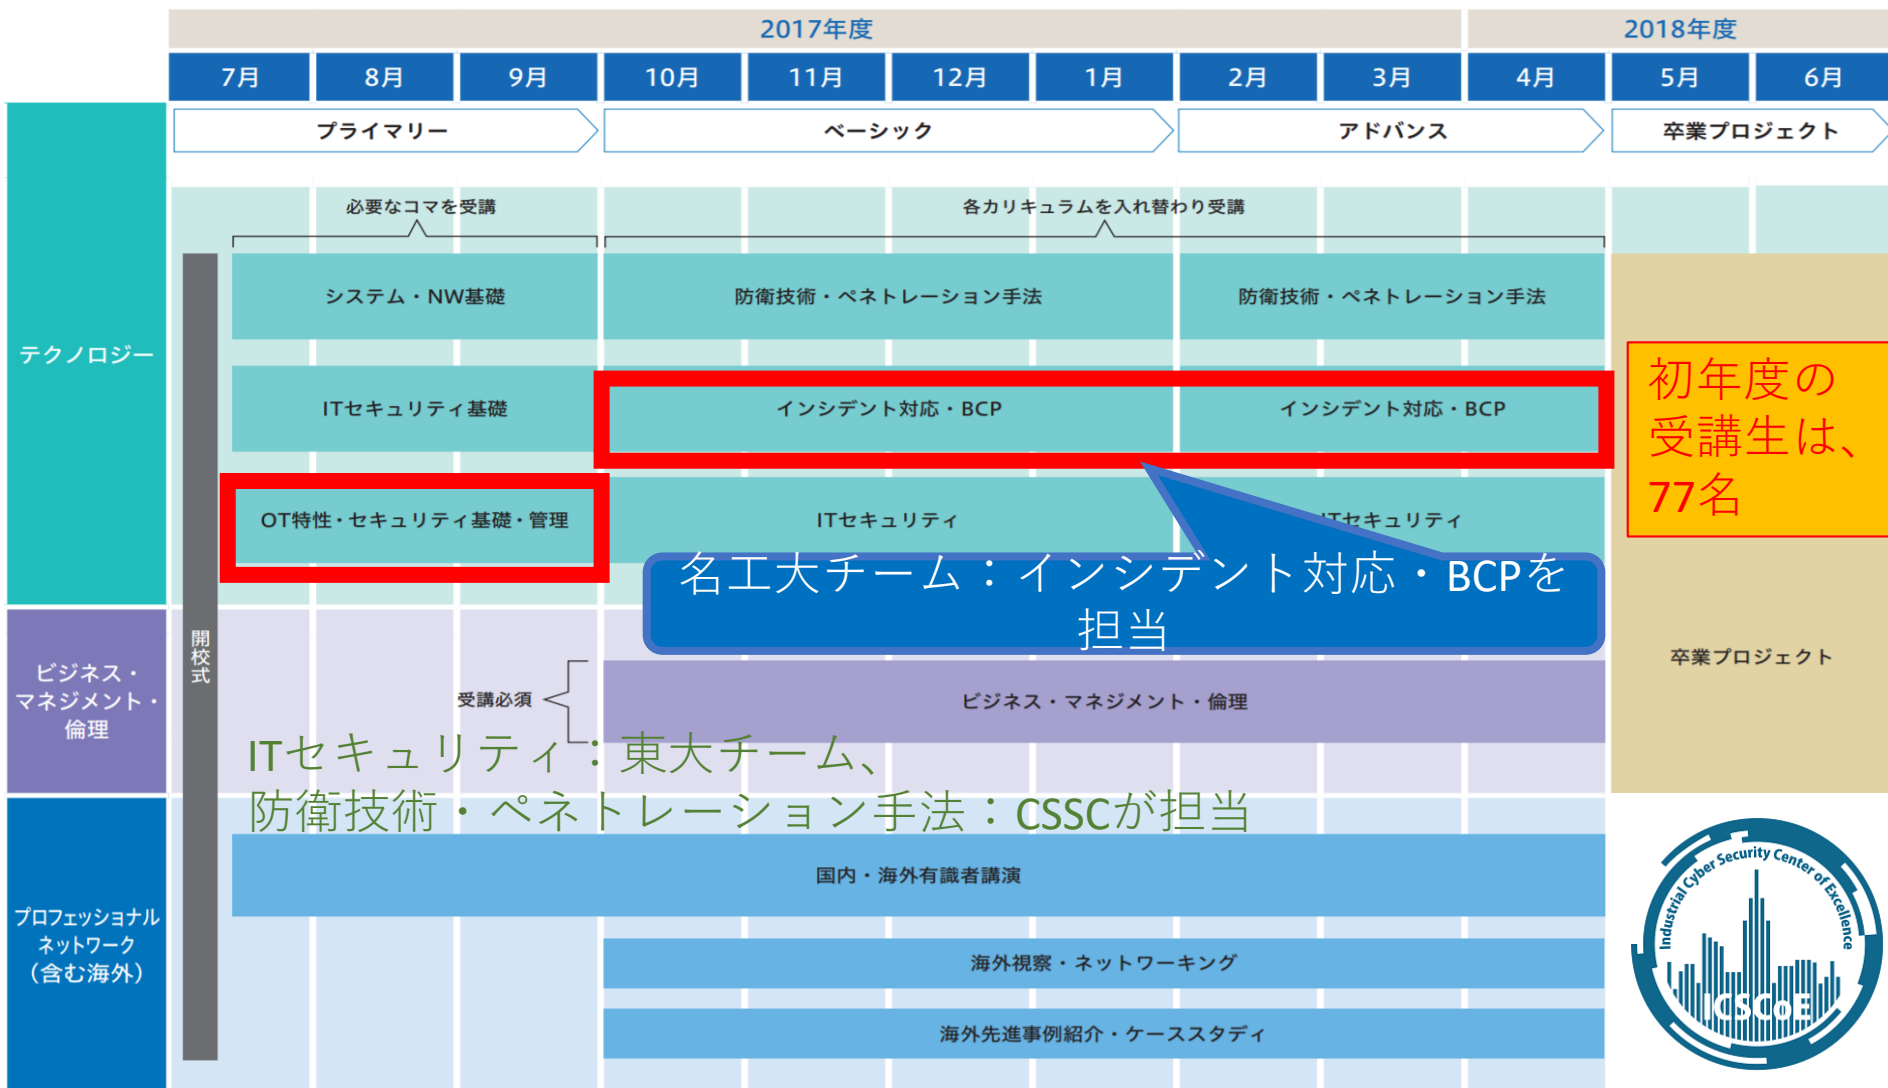 2017年度
2018年度
7月
8月
9月
10月
11月
12月
1月
2月
3月
4月
5月
6月
プライマリー
ベーシック
アドバンス
卒業プロジェクト
テクノロジー
必要なコマを受講
各カリキュラムを入れ替わり受講
開校式
システム・NW基礎
防衛技術・ペネトレーション手法
防衛技術・ペネトレーション手法
ITセキュリティ基礎
インシデント対応・BCP
インシデント対応・BCP
OT特性・セキュリティ基礎・管理
ITセキュリティ
ITセキュリティ
初年度の
受講生は、
77名
名工大チーム：インシデント対応・BCPを
担当
ビジネス・
マネジメント・
倫理
受講必須
ビジネス・マネジメント・倫理
卒業プロジェクト
ITセキュリティ：東大チーム、
防衛技術・ペネトレーション手法：CSSCが担当
プロフェッショナル
ネットワーク
（含む海外）
国内・海外有識者講演
海外視察・ネットワーキング
海外先進事例紹介・ケーススタディ
Industrial Cyber Security Center of Excellence
ICSCoE